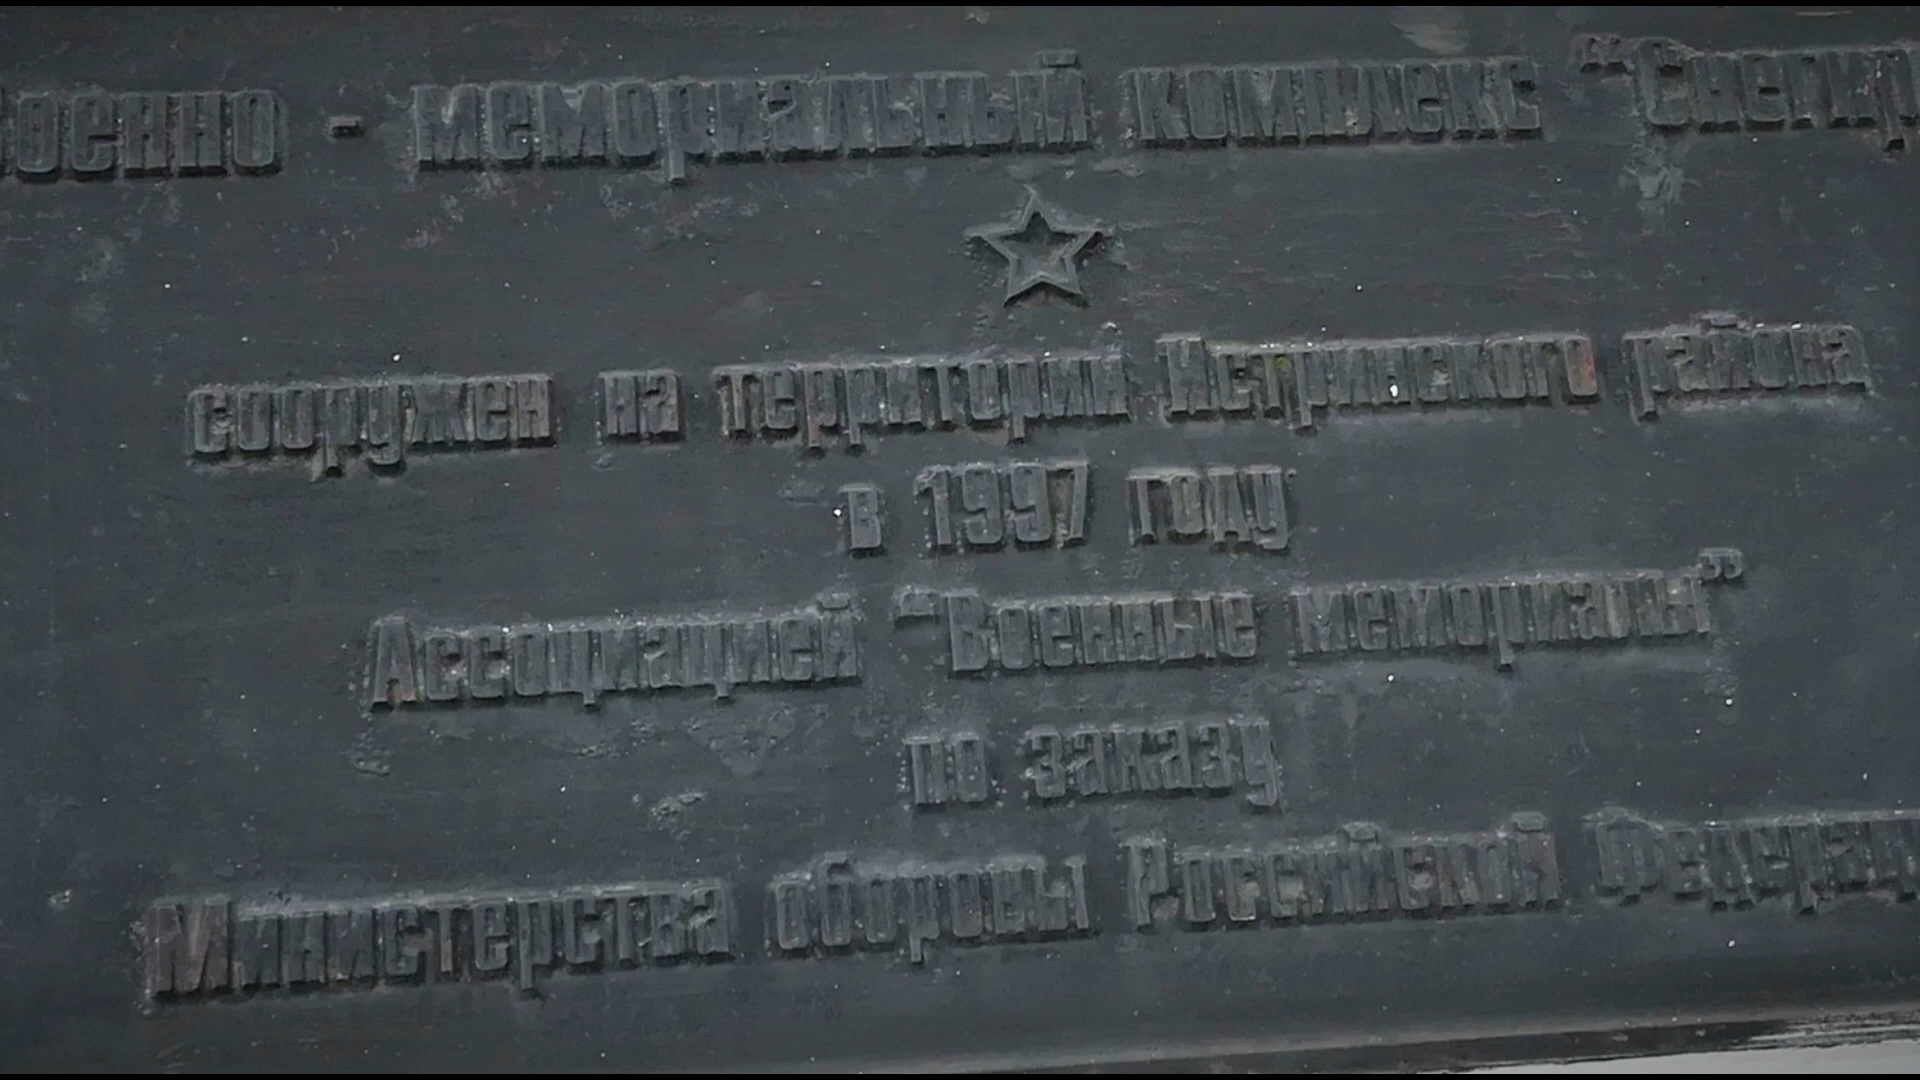 оенно - мемориальный комплекс “Снегир
сооружен на территории Истринского района
в 1997 году
Ассоциацией “Военные мемориалы”
по заказу
Министерства обороны Российской Федерац